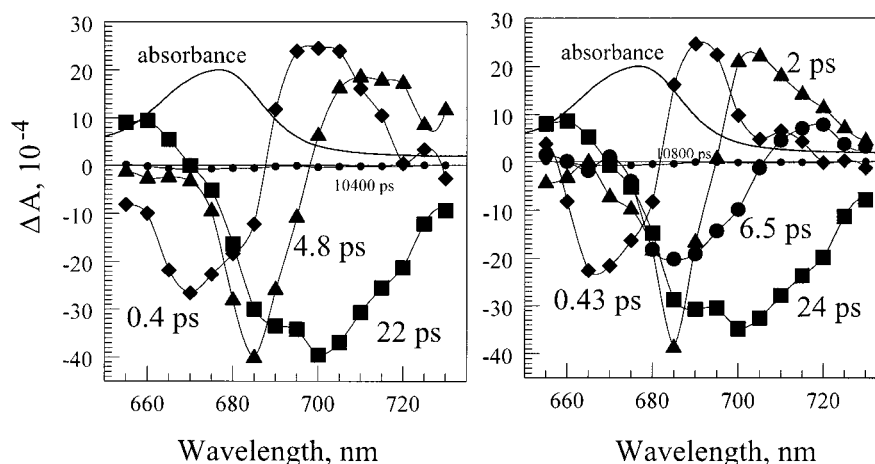 absorbance
10400 ps
4.8 ps
0.4 ps
22 ps
30
20
10
0
-10
-20
-30
-40
ΔA, 10⁻⁴
660
680
700
720
Wavelength, nm
absorbance
2 ps
10800 ps
6.5 ps
0.43 ps
24 ps
30
20
10
0
-10
-20
-30
-40
660
680
700
720
Wavelength, nm